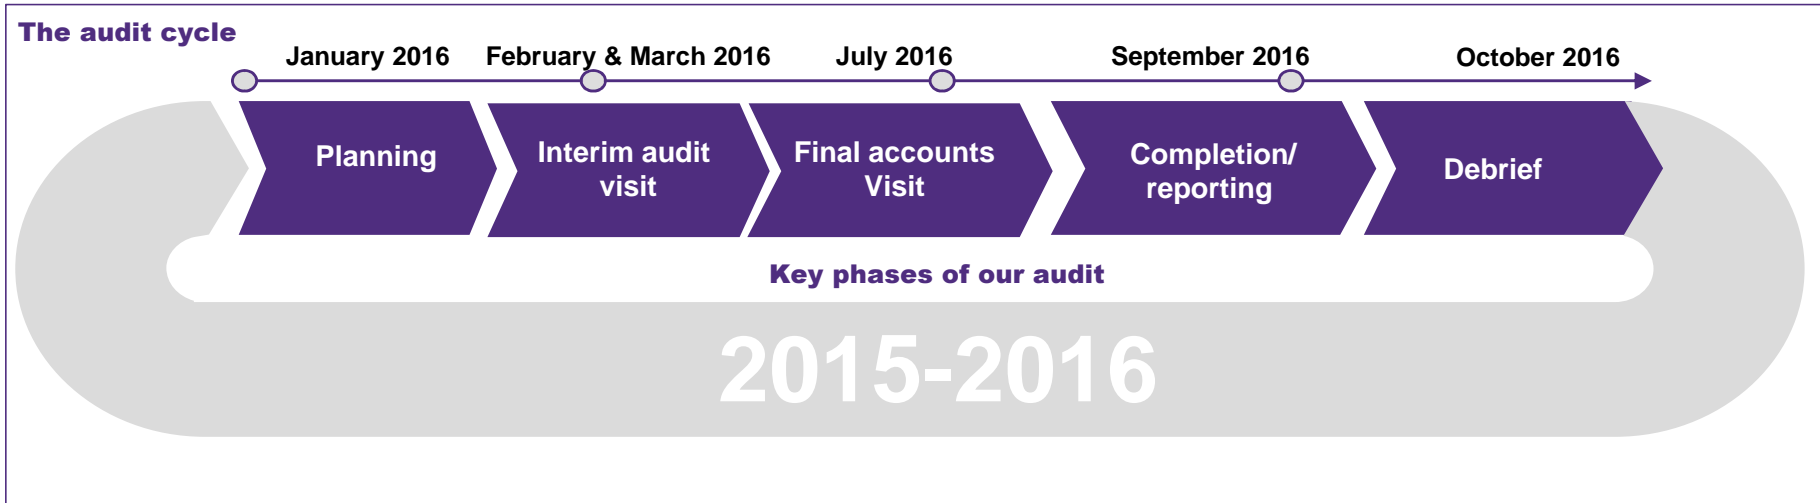 The audit cycle
January 2016
February & March 2016
July 2016
September 2016
October 2016
Planning
Interim audit
visit
Final accounts
Visit
Completion/
reporting
Debrief
Key phases of our audit
2015-2016